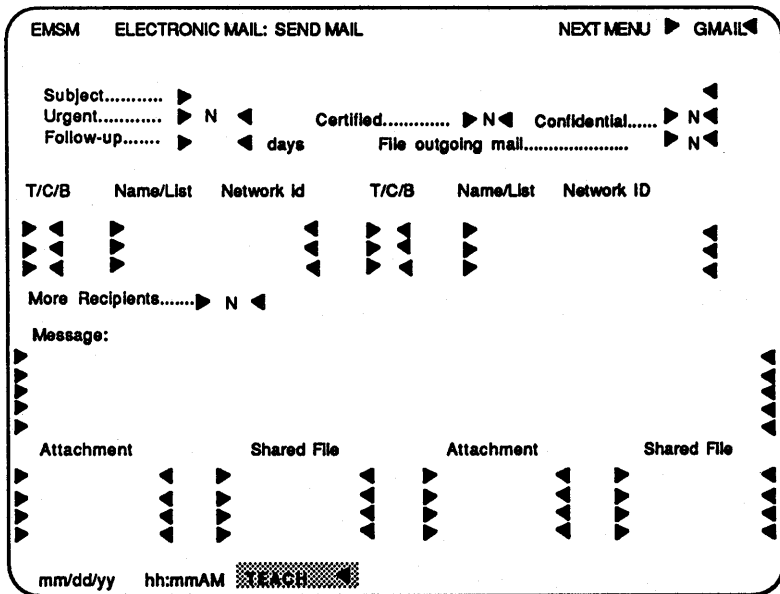 EMSM ELECTRONIC MAIL: SEND MAIL NEXT MENU ▶ GMAIL◀
Subject........... ▶ ◀
Urgent............ ▶ N ◀ Certified............. ▶ N ◀ Confidential...... ▶ N ◀
Follow-up....... ▶ ◀ days File outgoing mail...................... ▶ N ◀
T/C/B Name/List Network Id T/C/B Name/List Network ID
▶ ◀ ▶ ◀ ▶ ◀ ▶ ◀
▶ ◀ ▶ ◀ ▶ ◀ ▶ ◀
▶ ◀ ▶ ◀ ▶ ◀ ▶ ◀
More Recipients.......▶ N ◀
Message:
▶ ◀
▶ ◀
▶ ◀
▶ ◀
▶ ◀
Attachment Shared File Attachment Shared File
▶ ◀ ▶ ◀ ▶ ◀ ▶ ◀
▶ ◀ ▶ ◀ ▶ ◀ ▶ ◀
▶ ◀ ▶ ◀ ▶ ◀ ▶ ◀
▶ ◀ ▶ ◀ ▶ ◀ ▶ ◀
mm/dd/yy hh:mmAM TEACH ◀